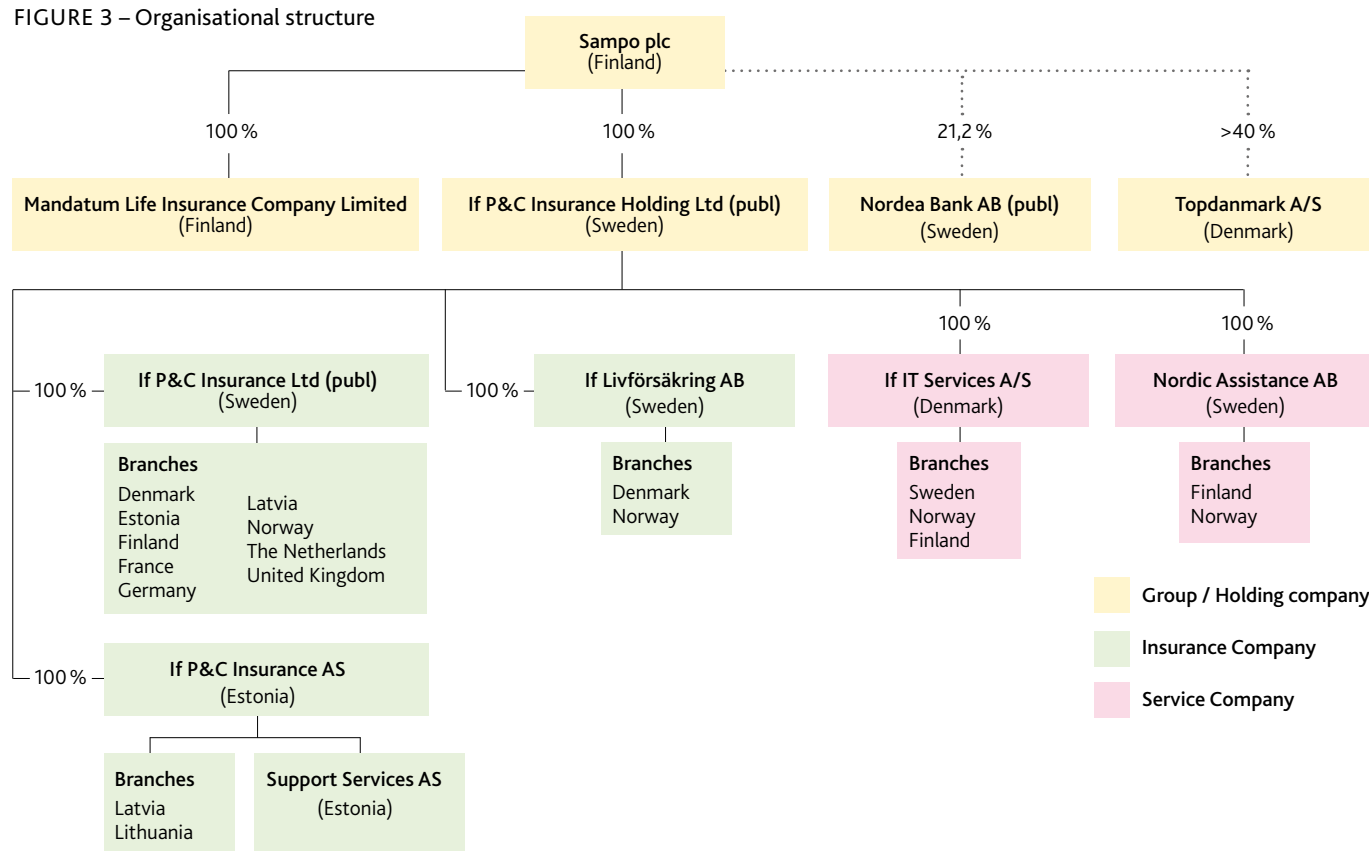 FIGURE 3 – Organisational structure
Sampo plc
(Finland)
100 %
100 %
21,2 %
>40 %
Mandatum Life Insurance Company Limited
(Finland)
If P&C Insurance Holding Ltd (publ)
(Sweden)
Nordea Bank AB (publ)
(Sweden)
Topdanmark A/S
(Denmark)
100 %
100 %
100 %
If P&C Insurance Ltd (publ)
(Sweden)
100 %
If Livförsäkring AB
(Sweden)
If IT Services A/S
(Denmark)
Nordic Assistance AB
(Sweden)
Branches
Denmark
Estonia
Finland
France
Germany
Latvia
Norway
The Netherlands
United Kingdom
Branches
Denmark
Norway
Branches
Sweden
Norway
Finland
Branches
Finland
Norway
Group / Holding company
Insurance Company
Service Company
100 %
If P&C Insurance AS
(Estonia)
Branches
Latvia
Lithuania
Support Services AS
(Estonia)